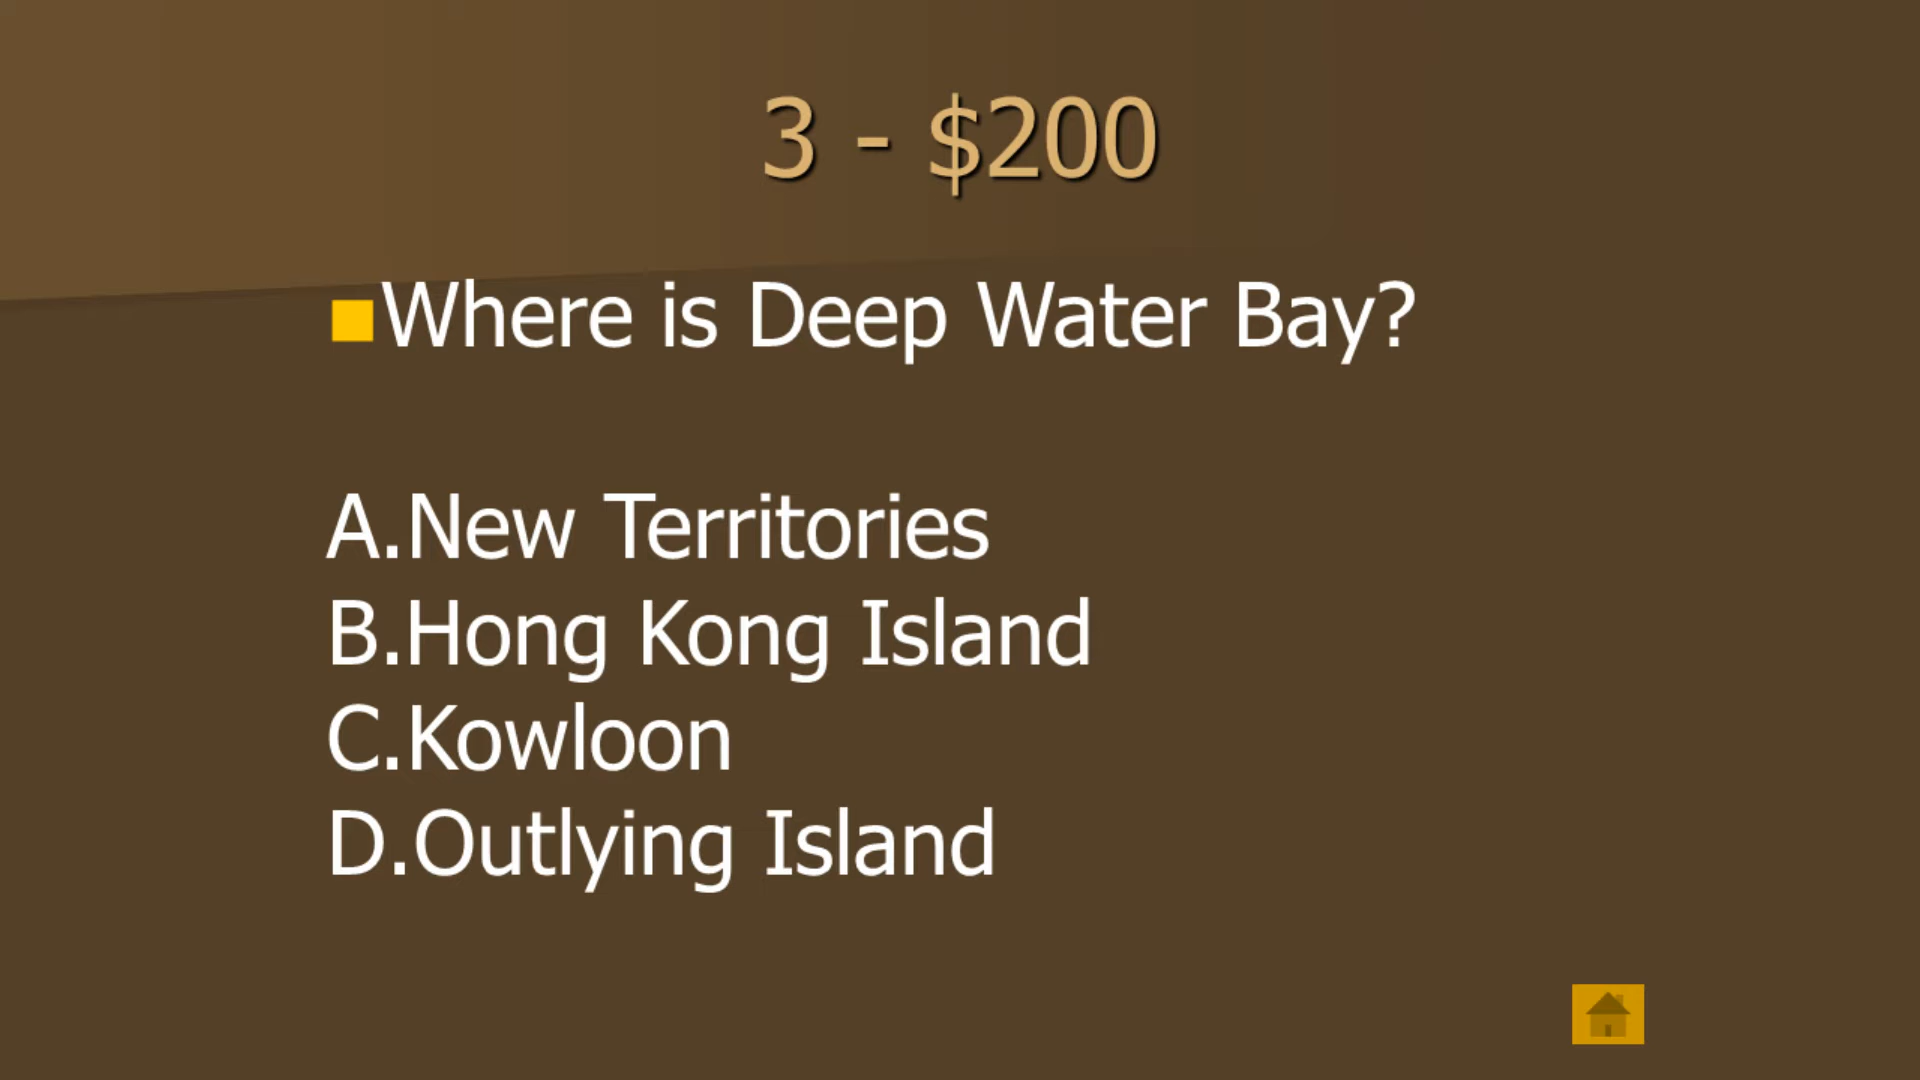 3 - $200
Where is Deep Water Bay?
A.New Territories
B.Hong Kong Island
C.Kowloon
D.Outlying Island